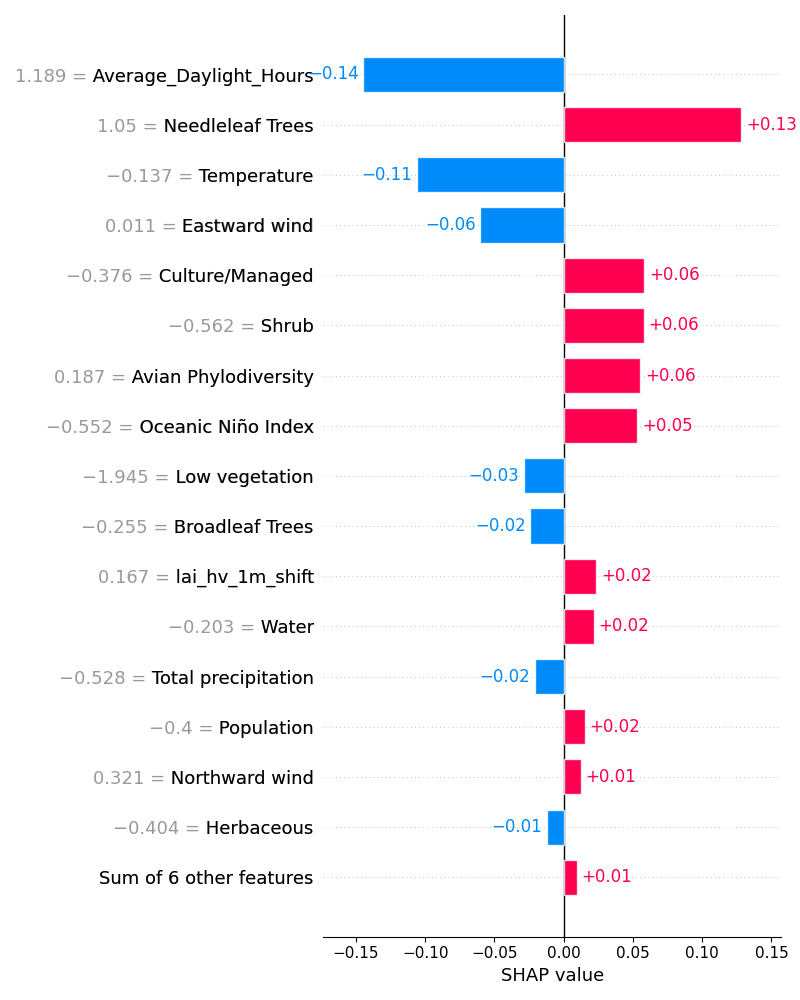 1.189 = Average_Daylight_Hours −0.14
1.05 = Needleleaf Trees +0.13
−0.137 = Temperature −0.11
0.011 = Eastward wind −0.06
−0.376 = Culture/Managed +0.06
−0.562 = Shrub +0.06
0.187 = Avian Phylodiversity +0.06
−0.552 = Oceanic Niño Index +0.05
−1.945 = Low vegetation −0.03
−0.255 = Broadleaf Trees −0.02
0.167 = lai_hv_1m_shift +0.02
−0.203 = Water +0.02
−0.528 = Total precipitation −0.02
−0.4 = Population +0.02
0.321 = Northward wind +0.01
−0.404 = Herbaceous −0.01
Sum of 6 other features +0.01
−0.15 −0.10 −0.05 0.00 0.05 0.10 0.15
SHAP value